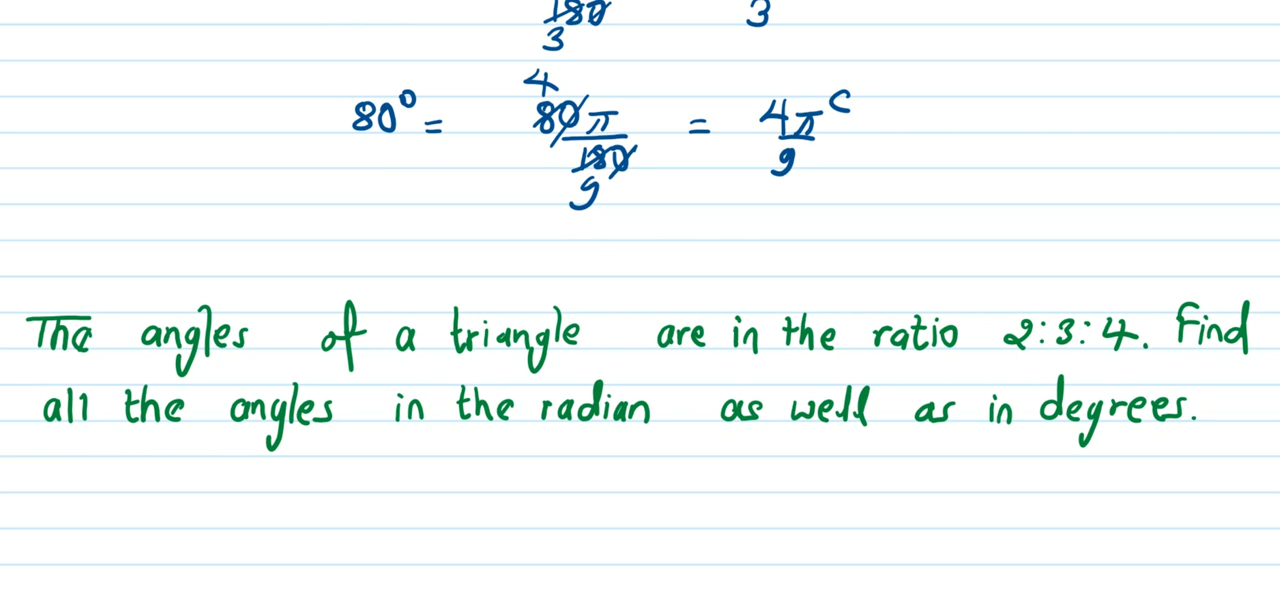 180 3
3
4
80° = 80π/180 = 4π/9 ᶜ
9
The angles of a triangle are in the ratio 2:3:4. Find
all the angles in the radian as well as in degrees.